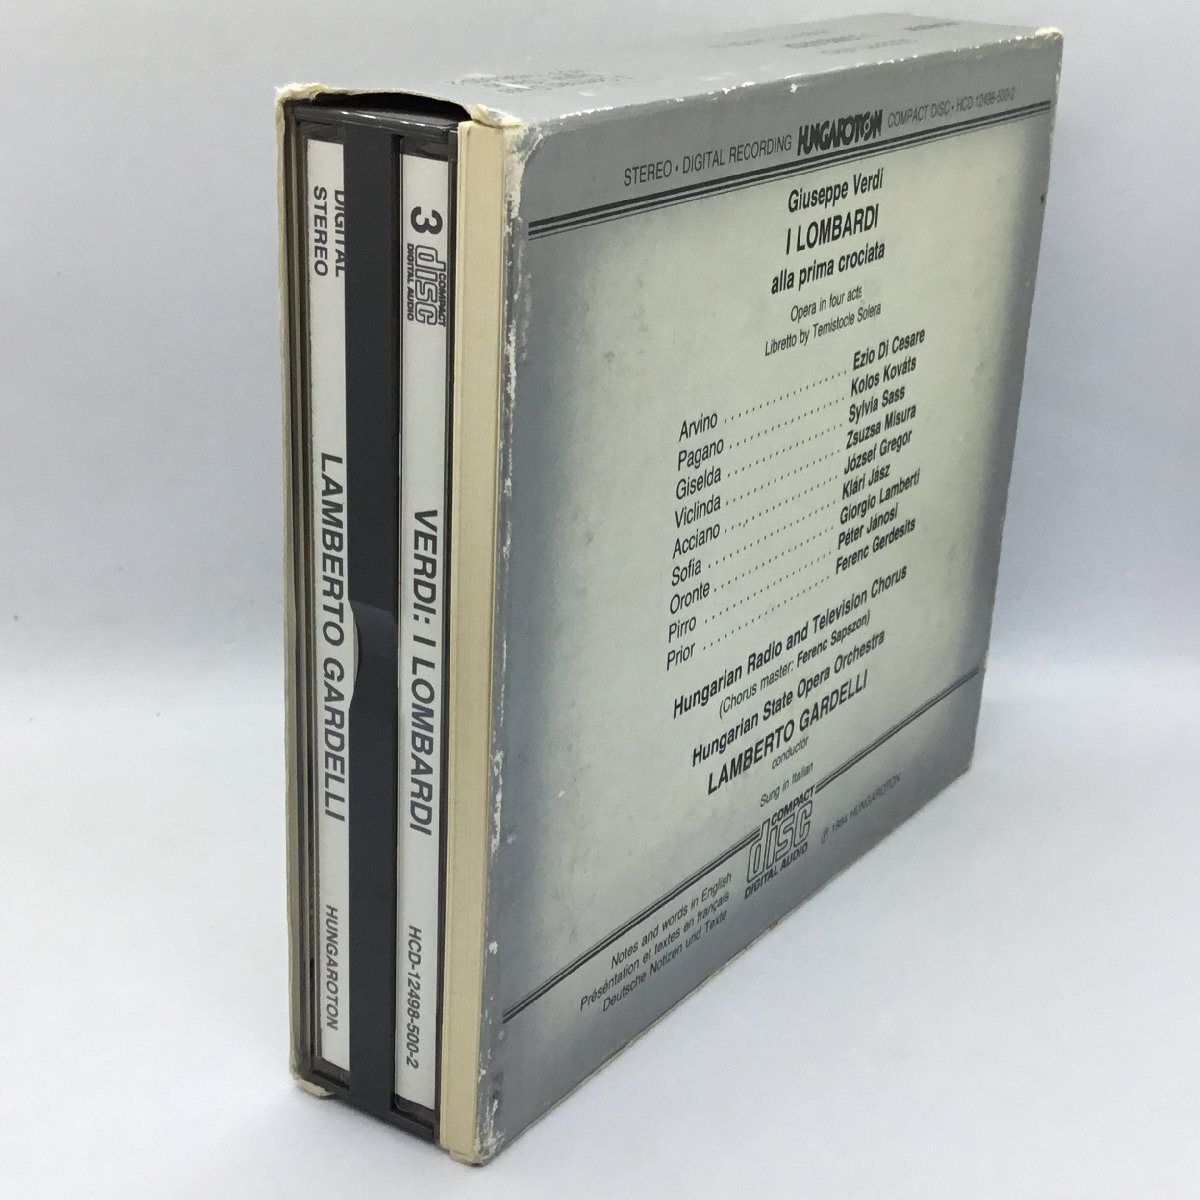 DIGITAL
STEREO
LAMBERTO GARDELLI
HUNGAROTON
3 COMPACT disc DIGITAL AUDIO
VERDI: I LOMBARDI
HCD-12498-500-2
STEREO • DIGITAL RECORDING HUNGAROTON COMPACT DISC • HCD 12498-500-2
Giuseppe Verdi
I LOMBARDI
alla prima crociata
Opera in four acts
Libretto by Temistocle Solera
Arvino . . . . . . . . . . . . . . . . Ezio Di Cesare
Pagano . . . . . . . . . . . . . . . . Kolos Kováts
Giselda . . . . . . . . . . . . . . . . Sylvia Sass
Viclinda . . . . . . . . . . . . . . . . Zsuzsa Misura
Acciano . . . . . . . . . . . . . . . . József Gregor
Sofia . . . . . . . . . . . . . . . . Klári Jász
Oronte . . . . . . . . . . . . . . . . Giorgio Lamberti
Pirro . . . . . . . . . . . . . . . . Péter Jánosi
Prior . . . . . . . . . . . . . . . . Ferenc Gerdesits
Hungarian Radio and Television Chorus
(Chorus master: Ferenc Sapszon)
Hungarian State Opera Orchestra
LAMBERTO GARDELLI
conductor
Sung in Italian
COMPACT
disc
DIGITAL AUDIO
℗ 1984 HUNGAROTON
Notes and words in English
Présentation et textes en français
Deutsche Notizen und Texte